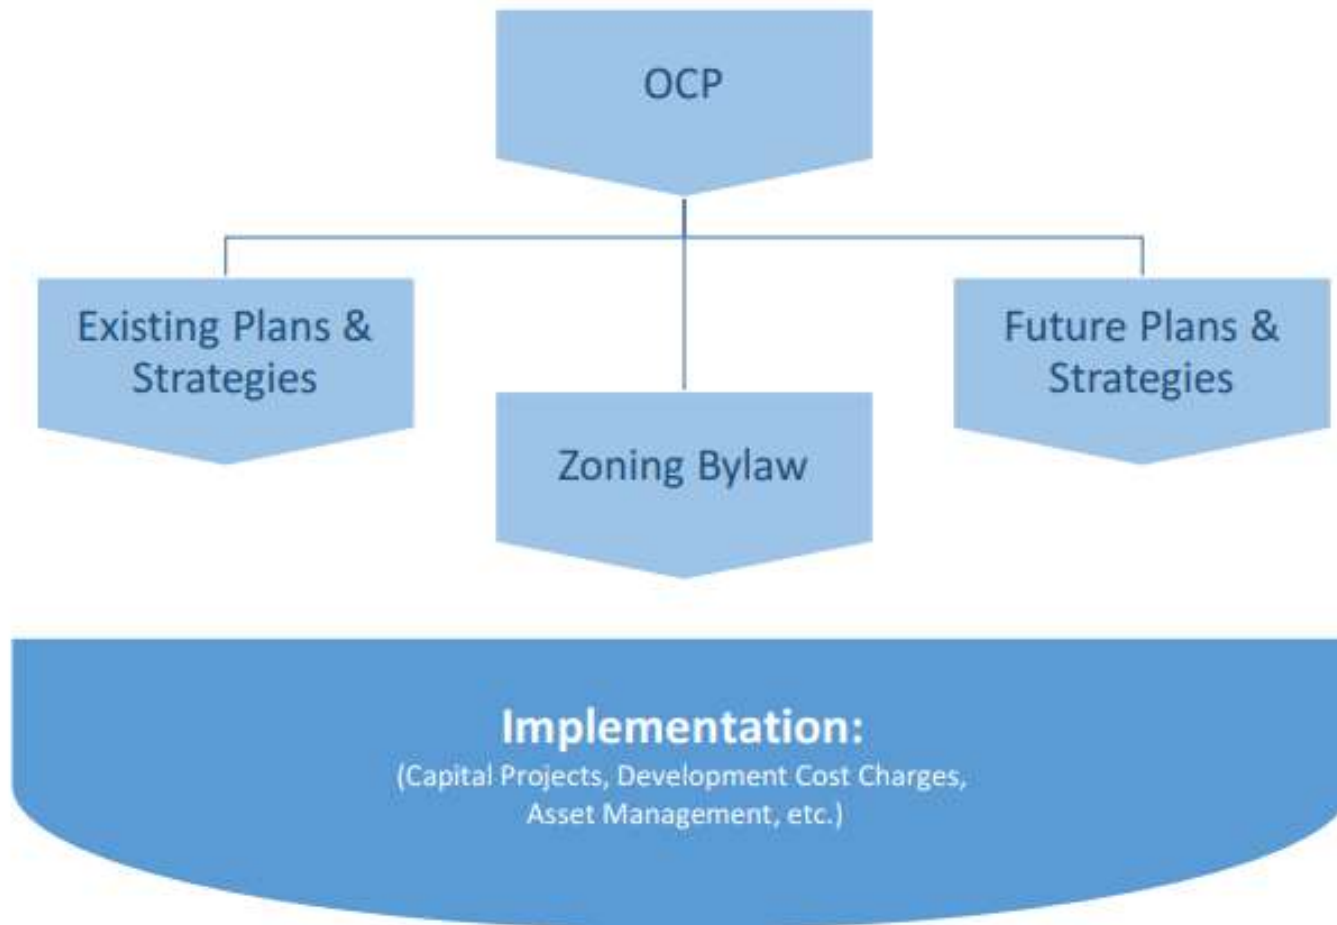 OCP
Existing Plans &
Strategies
Future Plans &
Strategies
Zoning Bylaw
Implementation:
(Capital Projects, Development Cost Charges,
Asset Management, etc.)